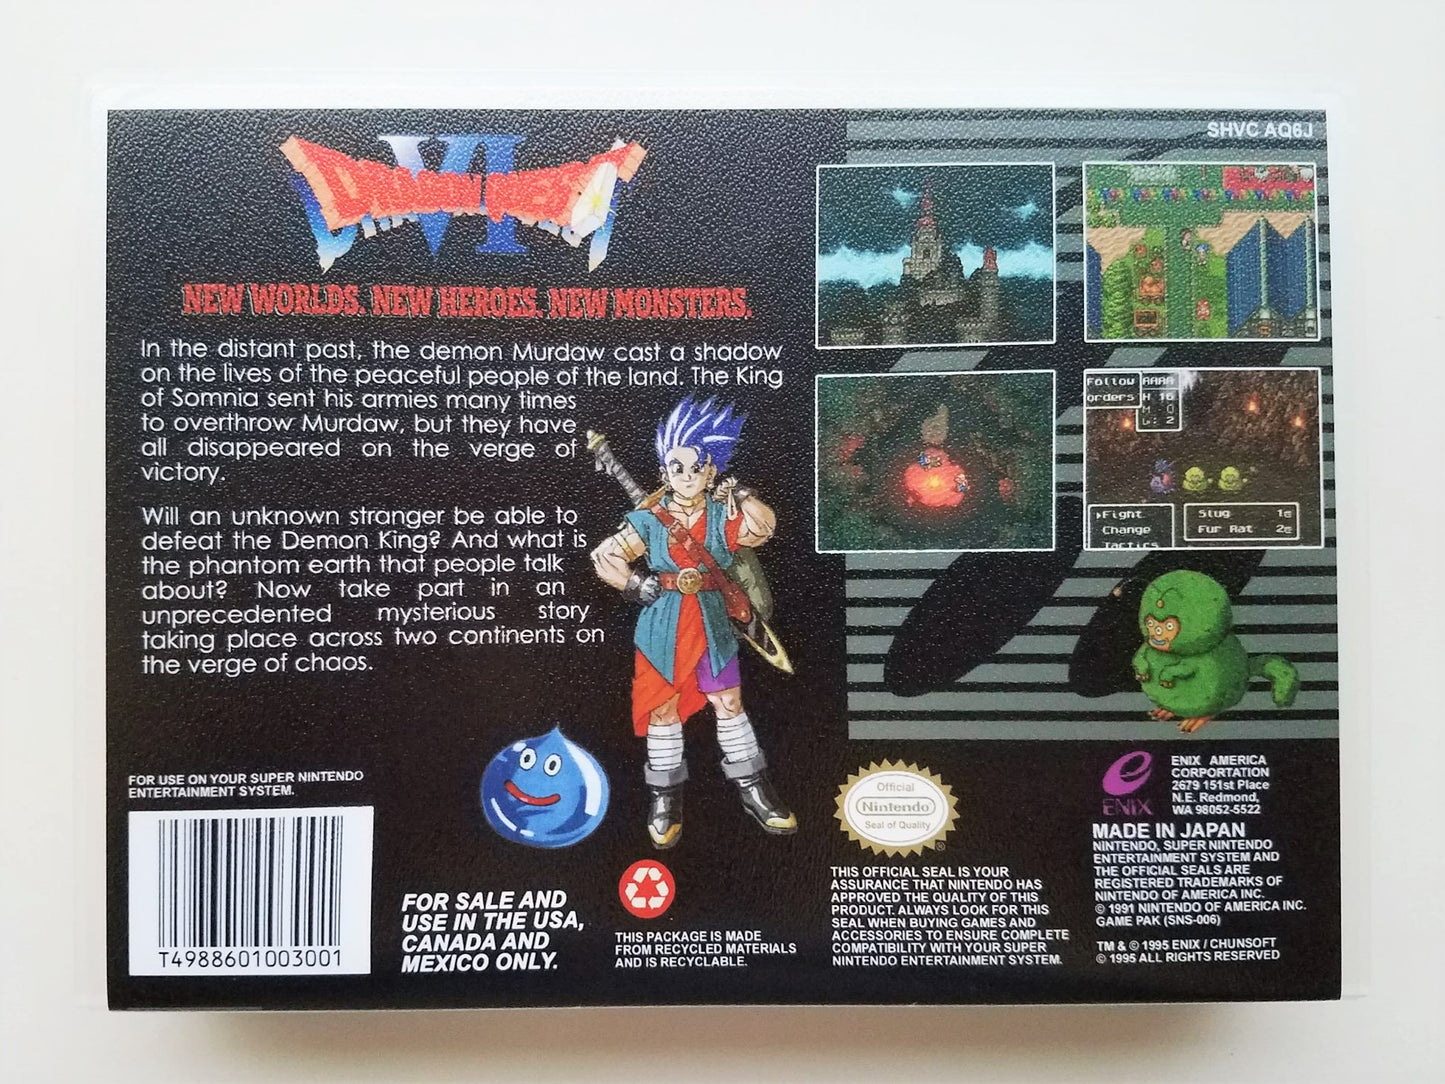 DRAGON QUEST VI
NEW WORLDS. NEW HEROES. NEW MONSTERS.
In the distant past, the demon Murdaw cast a shadow
on the lives of the peaceful people of the land. The King
of Somnia sent his armies many times
to overthrow Murdaw, but they have
all disappeared on the verge of
victory.
Will an unknown stranger be able to
defeat the Demon King? And what is
the phantom earth that people talk
about? Now take part in an
unprecedented mysterious story
taking place across two continents on
the verge of chaos.
FOR USE ON YOUR SUPER NINTENDO
ENTERTAINMENT SYSTEM.
T4988601003001
FOR SALE AND
USE IN THE USA,
CANADA AND
MEXICO ONLY.
THIS PACKAGE IS MADE
FROM RECYCLED MATERIALS
AND IS RECYCLABLE.
SHVC AQ6J
Follow
orders
AAAA
H 16
M 0
L: 2
Fight
Change
Tactics
Slug 1
Fur Rat 2
Official
Nintendo
Seal of Quality
®
THIS OFFICIAL SEAL IS YOUR
ASSURANCE THAT NINTENDO HAS
APPROVED THE QUALITY OF THIS
PRODUCT. ALWAYS LOOK FOR THIS
SEAL WHEN BUYING GAMES AND
ACCESSORIES TO ENSURE COMPLETE
COMPATIBILITY WITH YOUR SUPER
NINTENDO ENTERTAINMENT SYSTEM.
ENIX
ENIX AMERICA
CORPORTATION
2679 151st Place
N.E. Redmond,
WA 98052-5522
MADE IN JAPAN
NINTENDO, SUPER NINTENDO
ENTERTAINMENT SYSTEM AND
THE OFFICIAL SEALS ARE
REGISTERED TRADEMARKS OF
NINTENDO OF AMERICA INC.
© 1991 NINTENDO OF AMERICA INC.
GAME PAK (SNS-006)
TM & © 1995 ENIX / CHUNSOFT
© 1995 ALL RIGHTS RESERVED